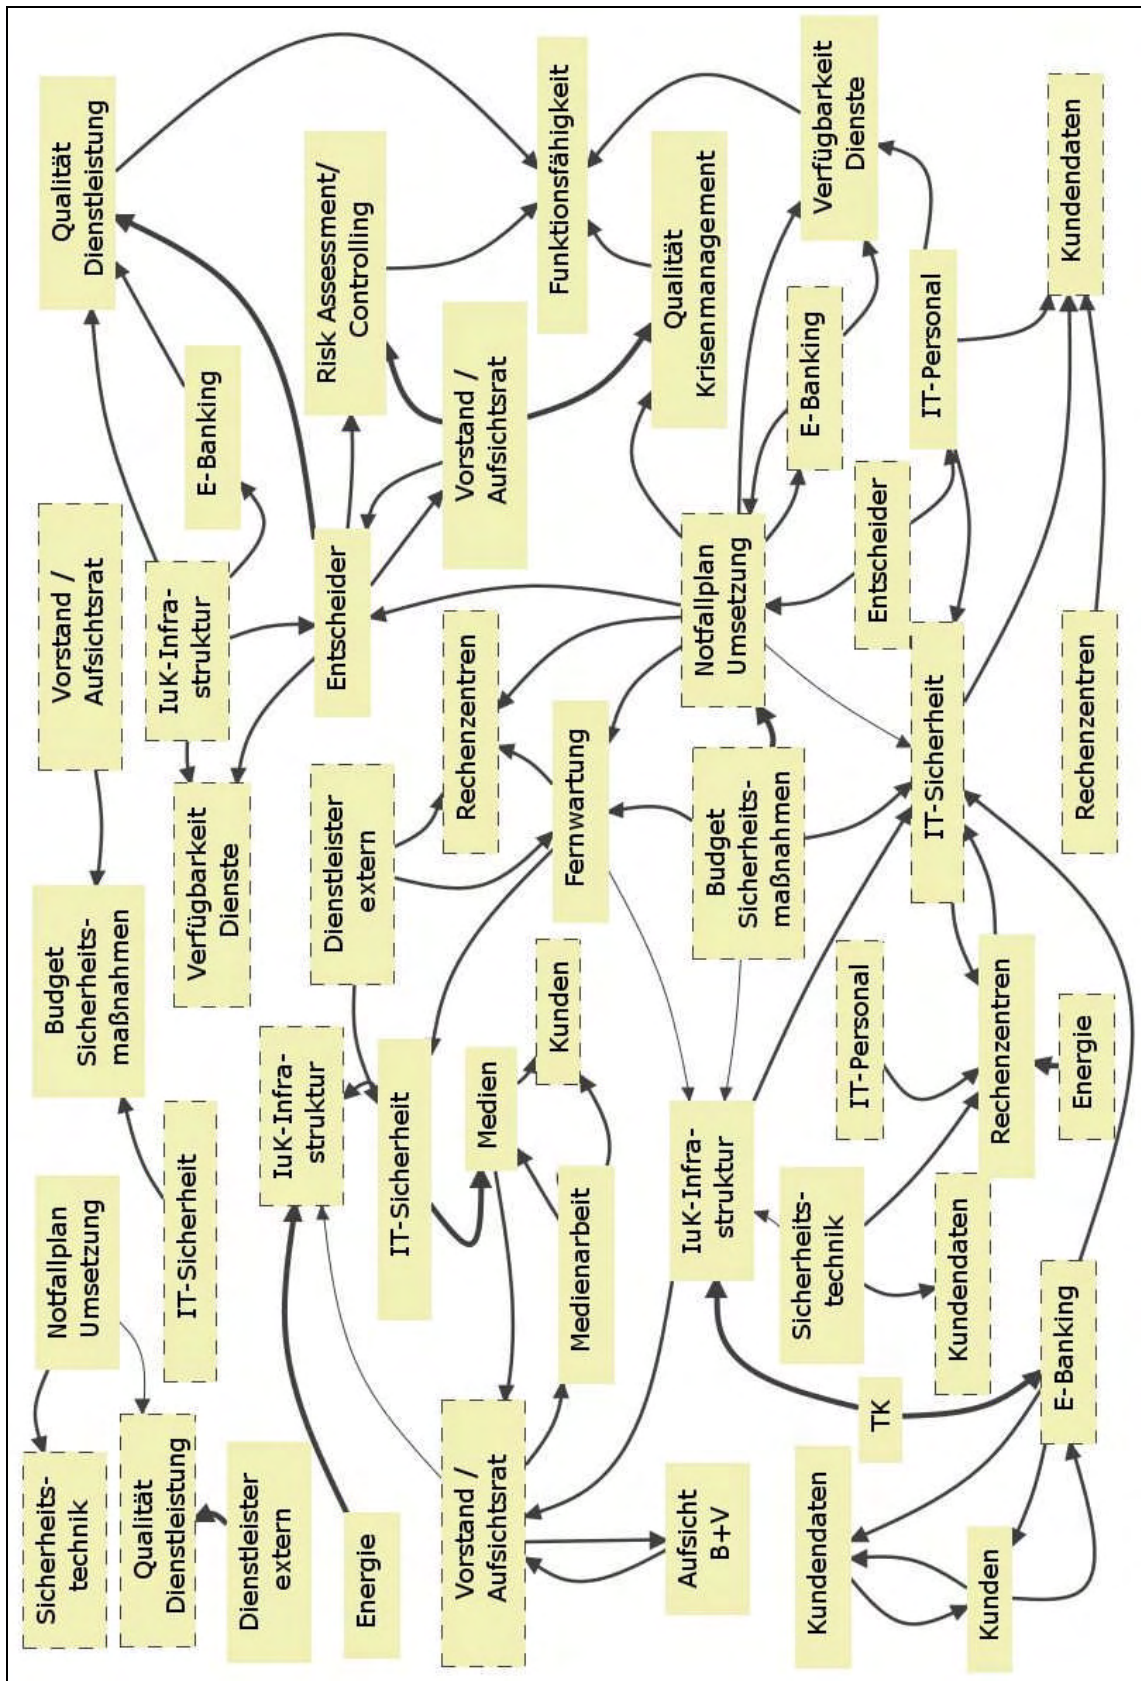 Sicherheits-
technik
Notfallplan
Umsetzung
Budget
Sicherheits-
maßnahmen
Vorstand /
Aufsichtsrat
Qualität
Dienstleistung
Qualität
Dienstleistung
IT-Sicherheit
Verfügbarkeit
Dienste
IuK-Infra-
struktur
E-Banking
Dienstleister
extern
IuK-Infra-
struktur
Dienstleister
extern
Entscheider
Risk Assessment/
Controlling
Energie
IT-Sicherheit
Vorstand /
Aufsichtsrat
Medien
Rechenzentren
Vorstand /
Aufsichtsrat
Medienarbeit
Kunden
Fernwartung
Funktionsfähigkeit
Aufsicht
B+V
IuK-Infra-
struktur
Budget
Sicherheits-
maßnahmen
Notfallplan
Umsetzung
Qualität
Krisenmanagement
Kundendaten
Sicherheits-
technik
IT-Personal
E-Banking
Verfügbarkeit
Dienste
TK
Entscheider
Kundendaten
IT-Sicherheit
IT-Personal
Kunden
Rechenzentren
E-Banking
Energie
Rechenzentren
Kundendaten